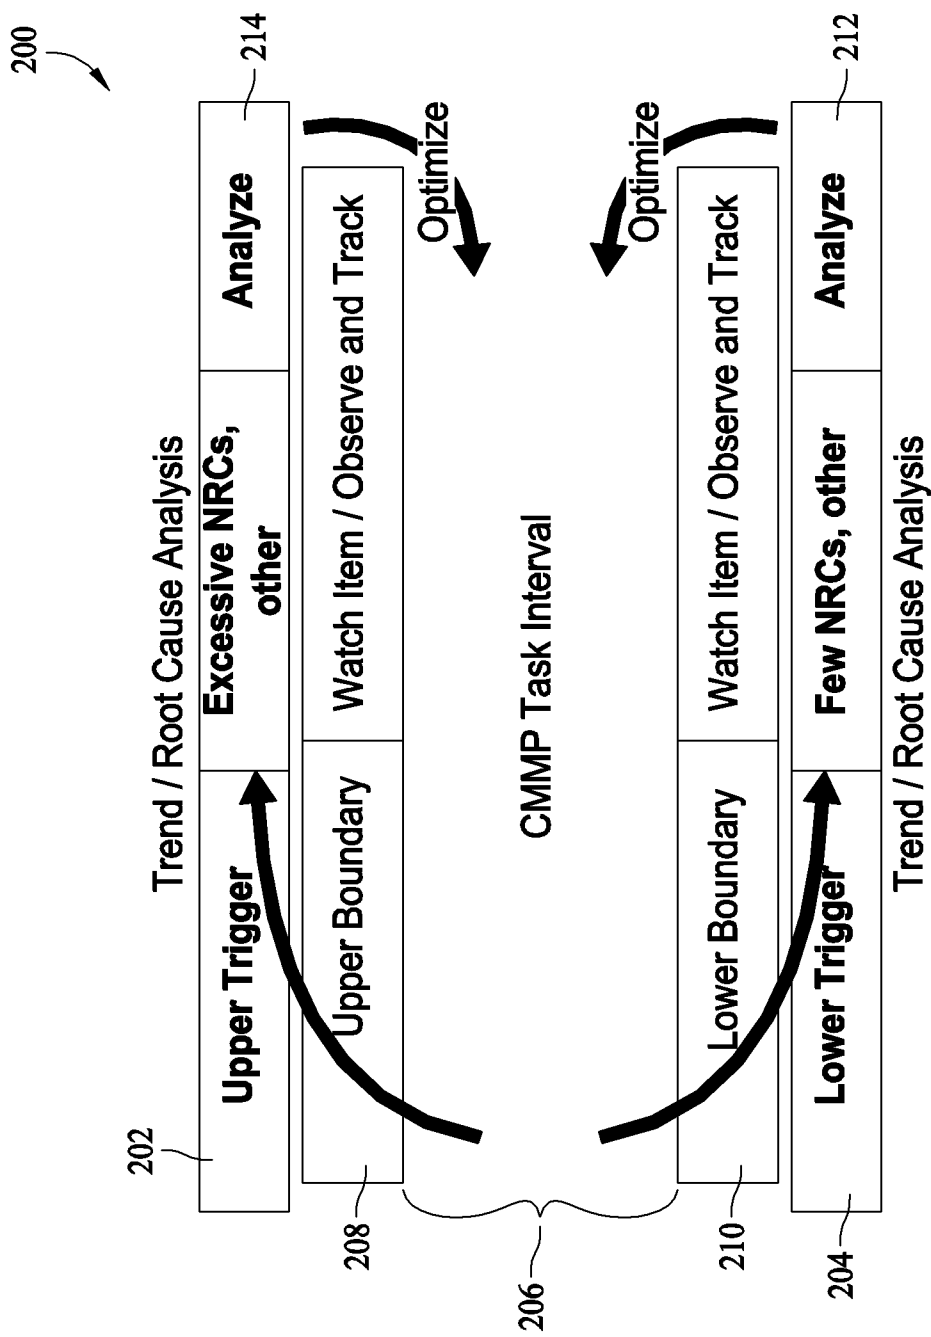 200
Trend / Root Cause Analysis
202
Upper Trigger
Excessive NRCs,
other
Analyze
214
208
Upper Boundary
Watch Item / Observe and Track
Optimize
206
CMMP Task Interval
Optimize
210
Lower Boundary
Watch Item / Observe and Track
204
Lower Trigger
Few NRCs, other
Analyze
212
Trend / Root Cause Analysis